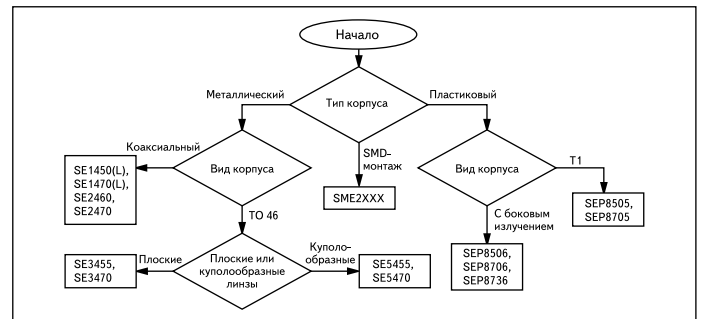 Начало
Тип корпуса
Металлический
Пластиковый
SMD-
монтаж
SME2XXX
Коаксиальный
Вид корпуса
SE1450(L),
SE1470(L),
SE2460,
SE2470
TO 46
Плоские или
куполообразные
линзы
Плоские
SE3455,
SE3470
Куполо-
образные
SE5455,
SE5470
Вид корпуса
T1
SEP8505,
SEP8705
С боковым
излучением
SEP8506,
SEP8706,
SEP8736